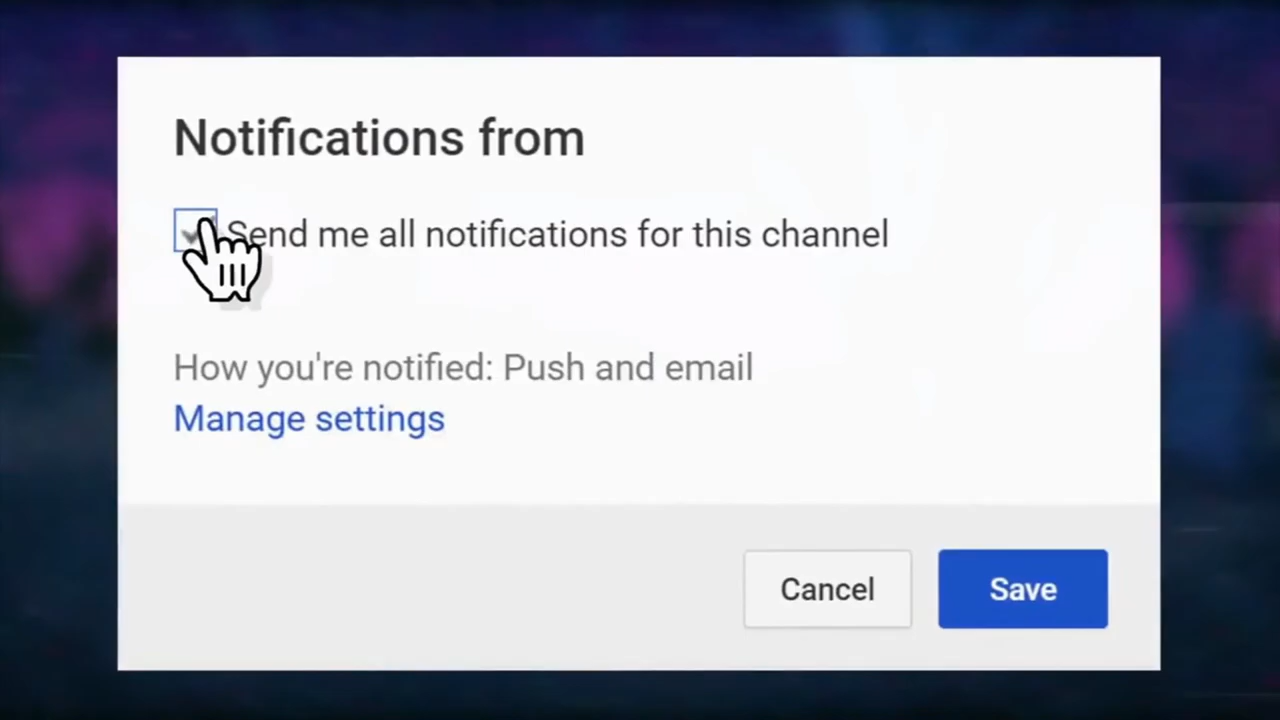 Notifications from
Send me all notifications for this channel
How you're notified: Push and email
Manage settings
Cancel
Save